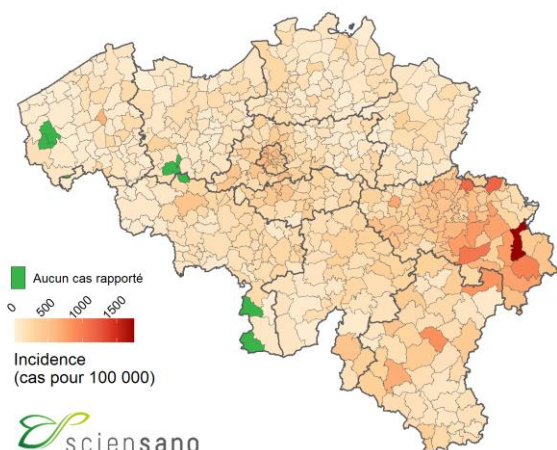 Aucun cas rapporté
0 500 1000 1500
Incidence
(cas pour 100 000)
sciensano